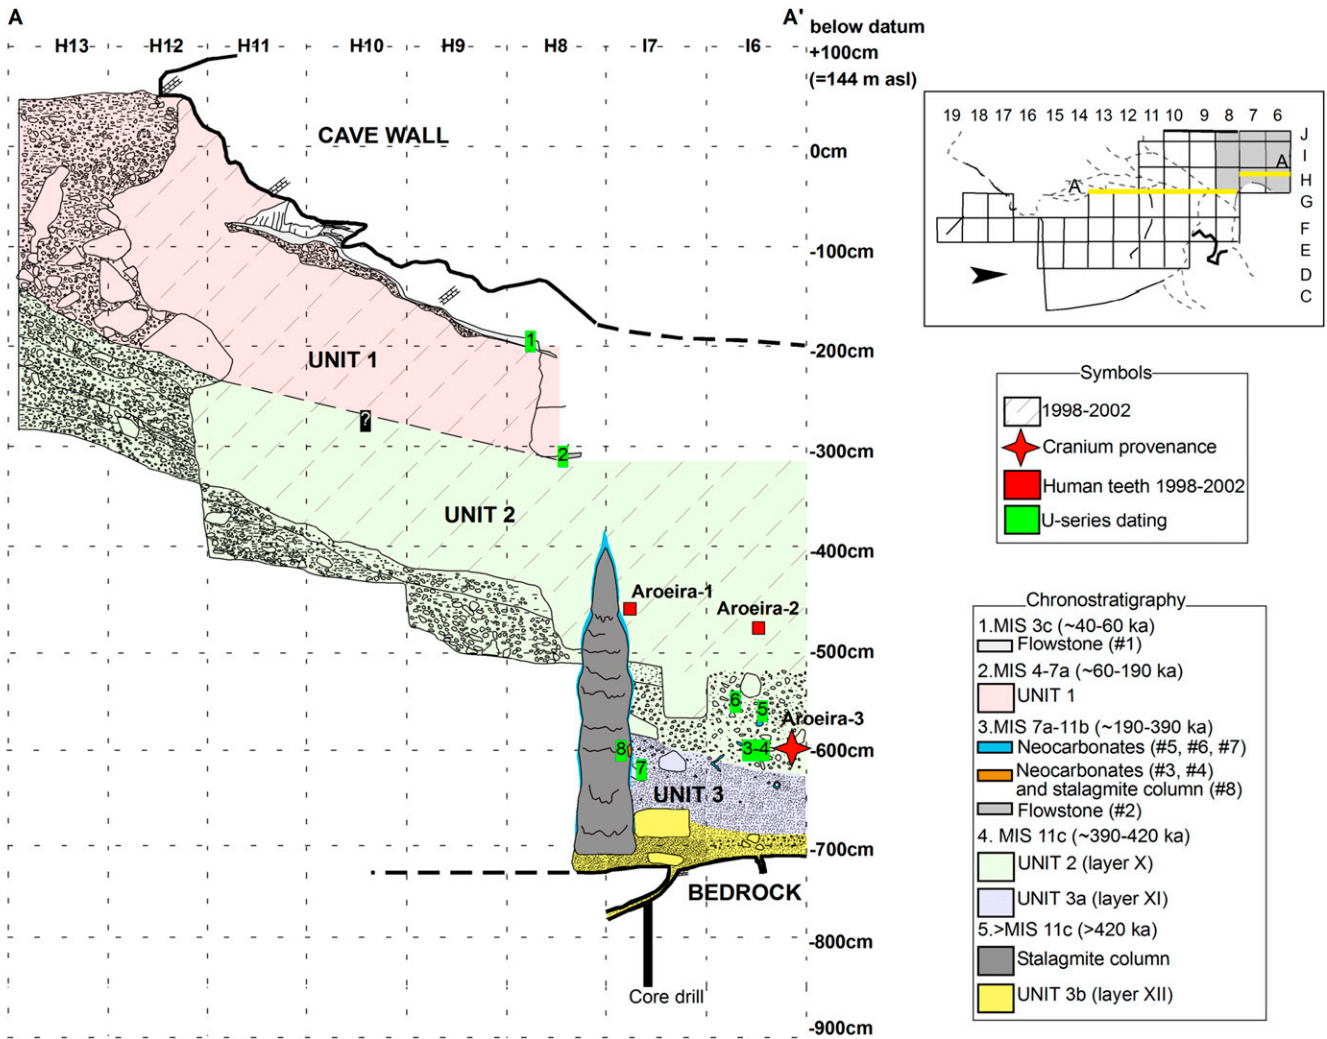 A
A'
H13
H12
H11
H10
H9
H8
I7
I6
below datum
+100cm
(=144 m asl)
CAVE WALL
0cm
-100cm
1
-200cm
UNIT 1
?
2
-300cm
UNIT 2
-400cm
Aroeira-1
Aroeira-2
-500cm
6
5
Aroeira-3
8
3-4
-600cm
7
UNIT 3
-700cm
BEDROCK
-800cm
Core drill
-900cm
19 18 17 16 15 14 13 12 11 10 9 8 7 6
J
I
A'
H
A
G
F
E
D
C
Symbols
1998-2002
Cranium provenance
Human teeth 1998-2002
U-series dating
Chronostratigraphy
1.MIS 3c (~40-60 ka)
Flowstone (#1)
2.MIS 4-7a (~60-190 ka)
UNIT 1
3.MIS 7a-11b (~190-390 ka)
Neocarbonates (#5, #6, #7)
Neocarbonates (#3, #4)
and stalagmite column (#8)
Flowstone (#2)
4. MIS 11c (~390-420 ka)
UNIT 2 (layer X)
UNIT 3a (layer XI)
5.>MIS 11c (>420 ka)
Stalagmite column
UNIT 3b (layer XII)